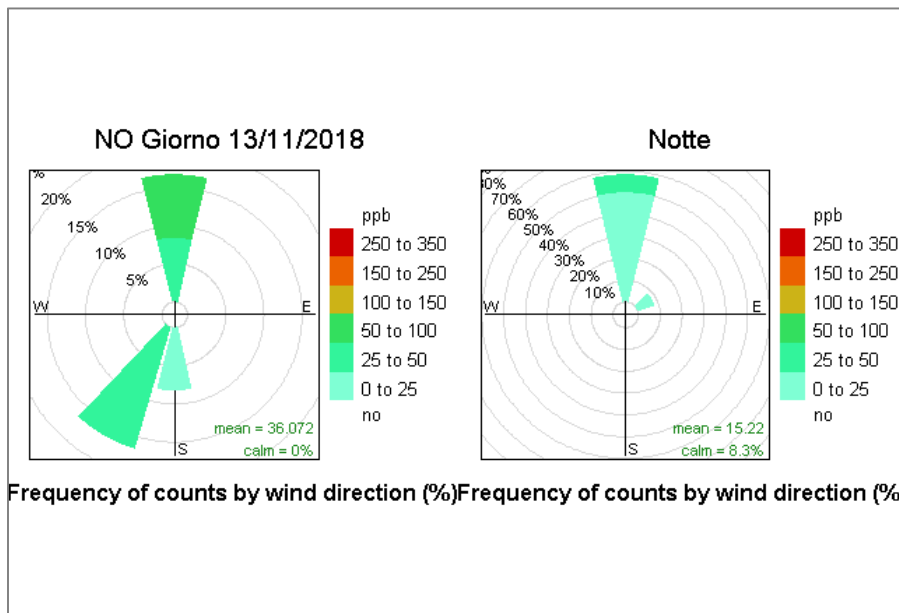 NO Giorno 13/11/2018
%
20%
15%
10%
5%
W
E
S
mean = 36.072
calm = 0%
ppb
250 to 350
150 to 250
100 to 150
50 to 100
25 to 50
0 to 25
no
Frequency of counts by wind direction (%)
Notte
%
80%
70%
60%
50%
40%
30%
20%
10%
W
E
S
mean = 15.22
calm = 8.3%
ppb
250 to 350
150 to 250
100 to 150
50 to 100
25 to 50
0 to 25
no
Frequency of counts by wind direction (%